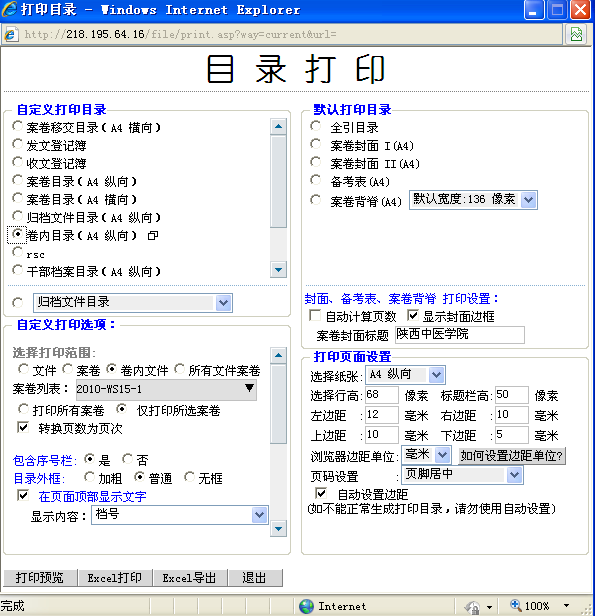 打印目录 - Windows Internet Explorer
http://218.195.64.16/file/print.asp?way=current&url=
目 录 打 印
自定义打印目录
案卷移交目录(A4 横向)
发文登记簿
收文登记簿
案卷目录(A4 纵向)
案卷目录(A4 横向)
归档文件目录(A4 纵向)
卷内目录(A4 纵向)
rsc
干部档案目录(A4 纵向)
归档文件目录
自定义打印选项：
选择打印范围:
文件 案卷 卷内文件 所有文件案卷
案卷列表： 2010-WS15-1
打印所有案卷 仅打印所选案卷
转换页数为页次
包含序号栏: 是 否
目录外框: 加粗 普通 无框
在页面顶部显示文字
显示内容： 档号
默认打印目录
全引目录
案卷封面 I(A4)
案卷封面 II(A4)
备考表(A4)
案卷背脊(A4) 默认宽度:136 像素
封面、备考表、案卷背脊 打印设置：
自动计算页数 显示封面边框
案卷封面标题 陕西中医学院
打印页面设置
选择纸张: A4 纵向
选择行高: 68 像素 标题栏高: 50 像素
左边距 : 12 毫米 右边距 : 10 毫米
上边距 : 10 毫米 下边距 : 5 毫米
浏览器边距单位: 毫米 如何设置边距单位?
页码设置 : 页脚居中
自动设置边距
(如不能正常生成打印目录,请勿使用自动设置)
打印预览 Excel打印 Excel导出 退出
完成 Internet 100%